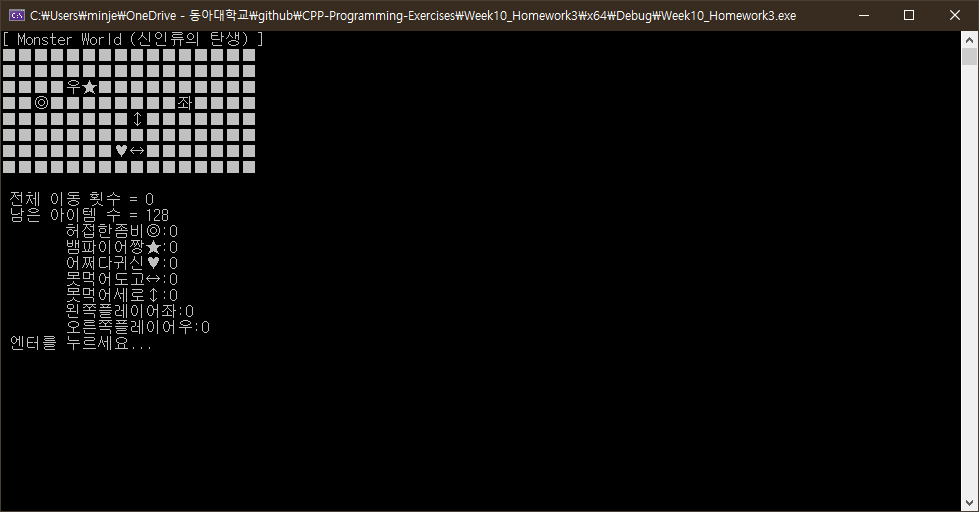 C:\Users\minje\OneDrive - 동아대학교\github\CPP-Programming-Exercises\Week10_Homework3\x64\Debug\Week10_Homework3.exe
[ Monster World (신인류의 탄생) ]
■■■■■■■■■■■■■■■■
■■■■■■■■■■■■■■■■
■■■■우★■■■■■■■■■■
■■◎■■■■■■■■좌■■■■
■■■■■■■■↕■■■■■■■
■■■■■■■■■■■■■■■■
■■■■■■■♥↔■■■■■■■
■■■■■■■■■■■■■■■■
전체 이동 횟수 = 0
남은 아이템 수 = 128
허접한좀비◎:0
뱀파이어짱★:0
어쩌다귀신♥:0
못먹어도고↔:0
못먹어세로↕:0
왼쪽플레이어좌:0
오른쪽플레이어우:0
엔터를 누르세요...